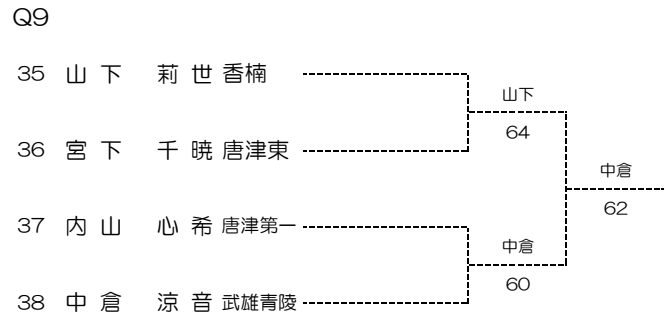 Q9
35 山 下 莉 世 香楠
山下
64
36 宮 下 千 暁 唐津東
中倉
62
37 内 山 心 希 唐津第一
中倉
60
38 中 倉 涼 音 武雄青陵